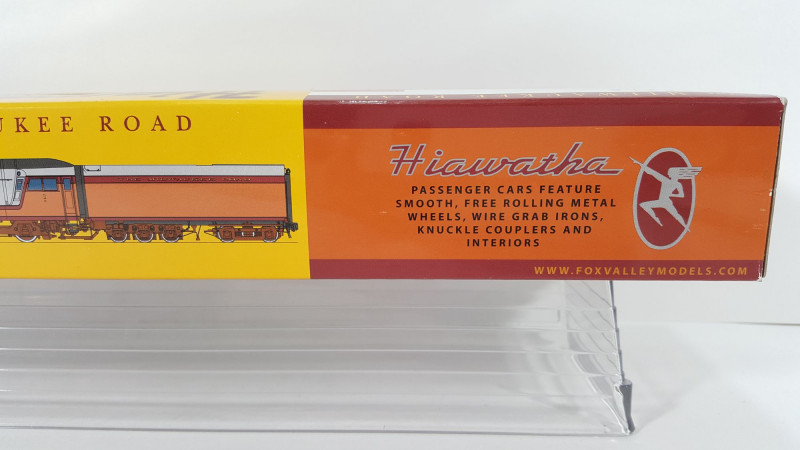 UKEE ROAD
Hiawatha
PASSENGER CARS FEATURE
SMOOTH, FREE ROLLING METAL
WHEELS, WIRE GRAB IRONS,
KNUCKLE COUPLERS AND
INTERIORS
WWW.FOXVALLEYMODELS.COM